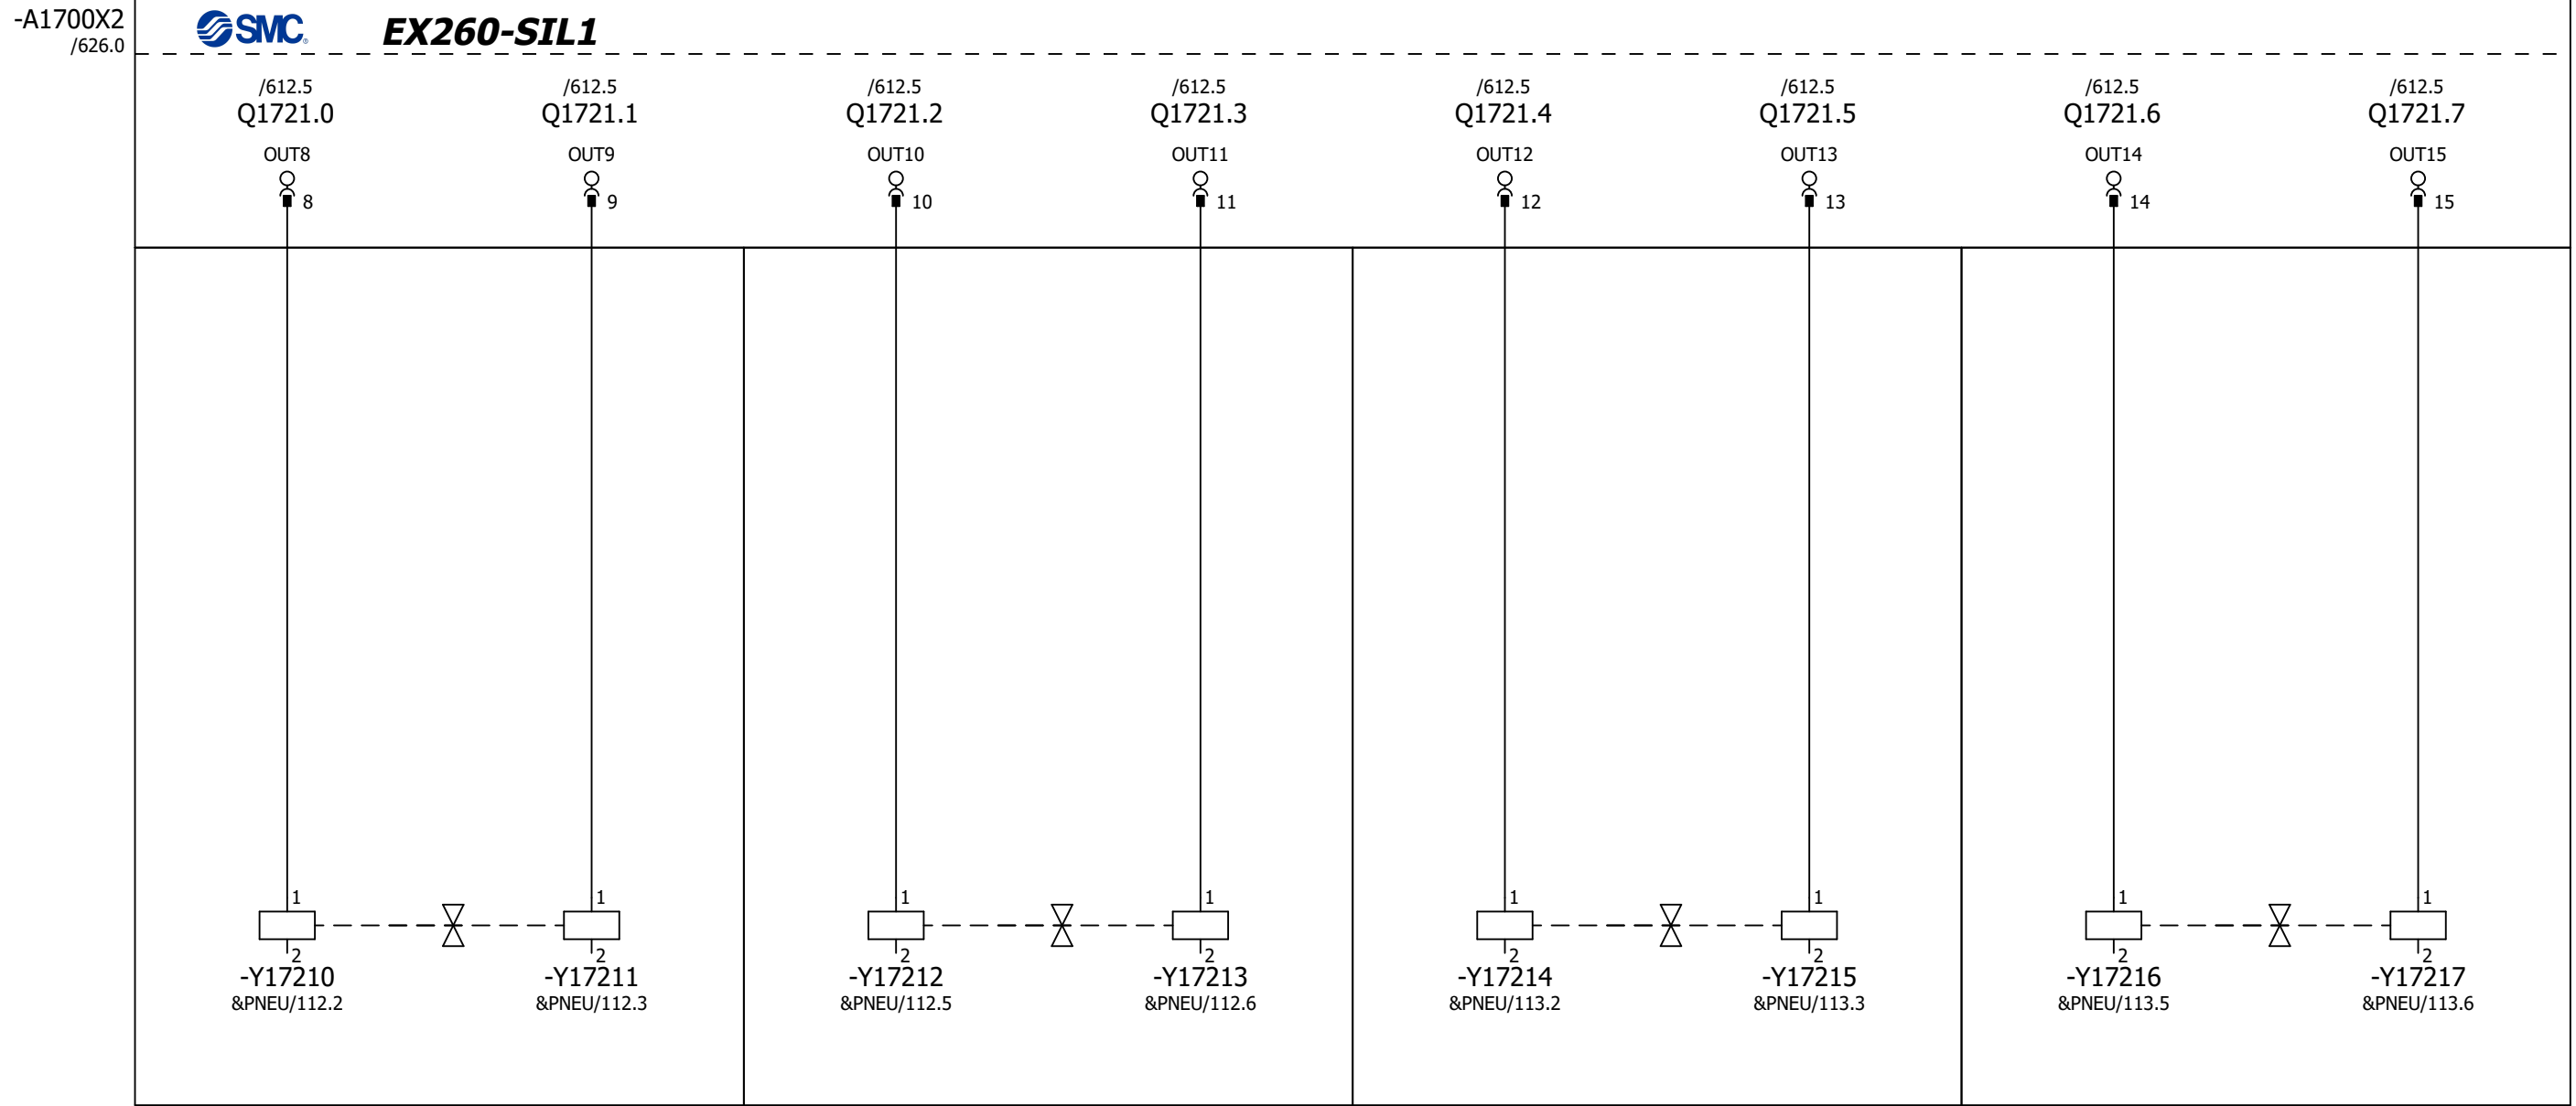 -A1700X2
/626.0
SMC
EX260-SIL1
/612.5 /612.5 /612.5 /612.5 /612.5 /612.5 /612.5 /612.5
Q1721.0 Q1721.1 Q1721.2 Q1721.3 Q1721.4 Q1721.5 Q1721.6 Q1721.7
OUT8 OUT9 OUT10 OUT11 OUT12 OUT13 OUT14 OUT15
8 9 10 11 12 13 14 15
1 1 1 1 1 1 1 1
2 2 2 2 2 2 2 2
-Y17210 -Y17211 -Y17212 -Y17213 -Y17214 -Y17215 -Y17216 -Y17217
&PNEU/112.2 &PNEU/112.3 &PNEU/112.5 &PNEU/112.6 &PNEU/113.2 &PNEU/113.3 &PNEU/113.5 &PNEU/113.6